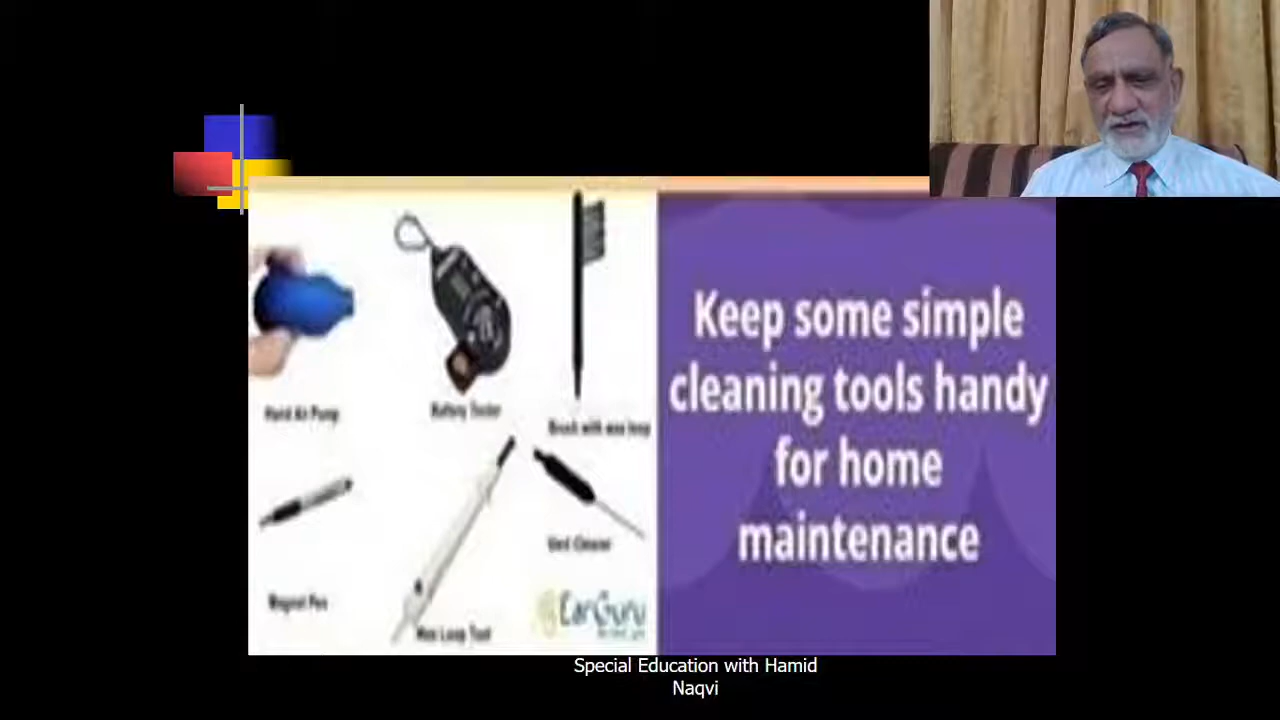 Hand Air Pump
Battery Tester
Brush with wax loop
Keep some simple
cleaning tools handy
for home
maintenance
Vent Cleaner
Magnet Pen
Wax Loop Tool
EarGuru
Special Education with Hamid
Naqvi